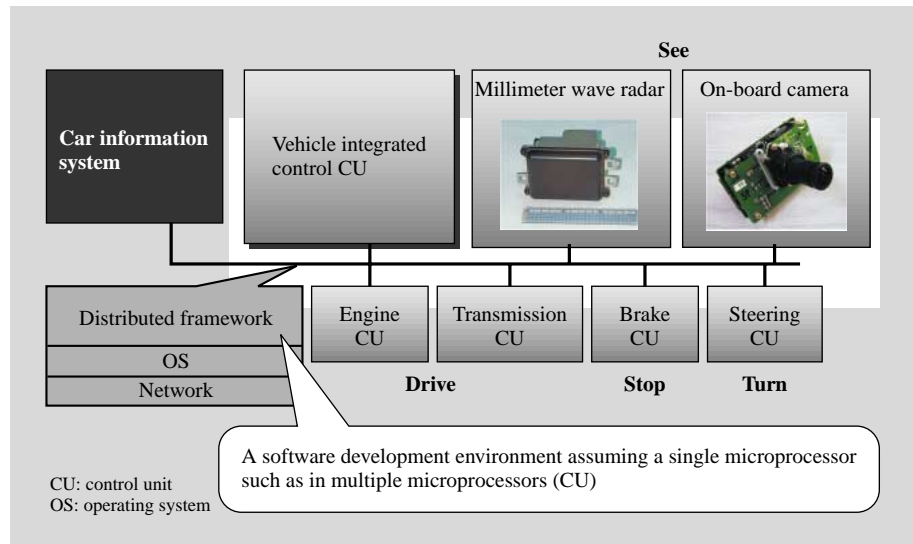 See
Car information
system
Vehicle integrated
control CU
Millimeter wave radar
On-board camera
Distributed framework
OS
Network
Engine
CU
Transmission
CU
Brake
CU
Steering
CU
Drive
Stop
Turn
A software development environment assuming a single microprocessor
such as in multiple microprocessors (CU)
CU: control unit
OS: operating system